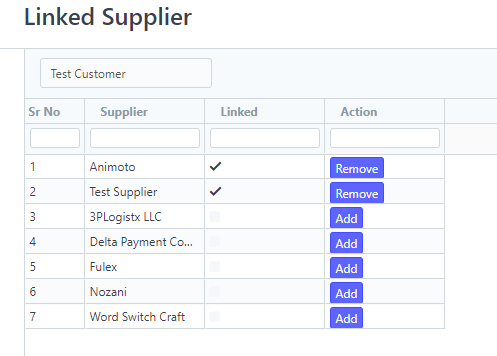 Linked Supplier
Test Customer
Sr No Supplier Linked Action
1 Animoto Remove
2 Test Supplier Remove
3 3PLogistx LLC Add
4 Delta Payment Co... Add
5 Fulex Add
6 Nozani Add
7 Word Switch Craft Add